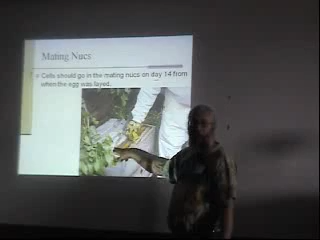 Mating Nucs
Cells should go in the mating nucs on day 14 from
when the egg was layed.